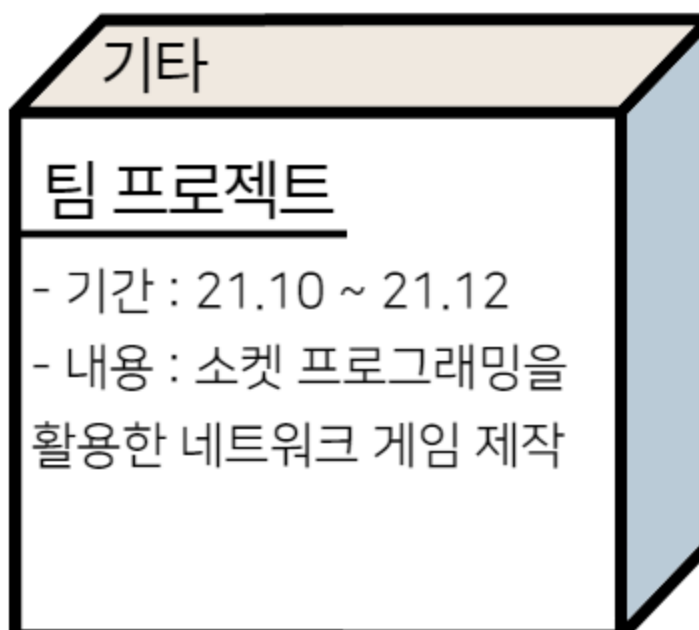 기타
팀 프로젝트
- 기간 : 21.10 ~ 21.12
- 내용 : 소켓 프로그래밍을
활용한 네트워크 게임 제작